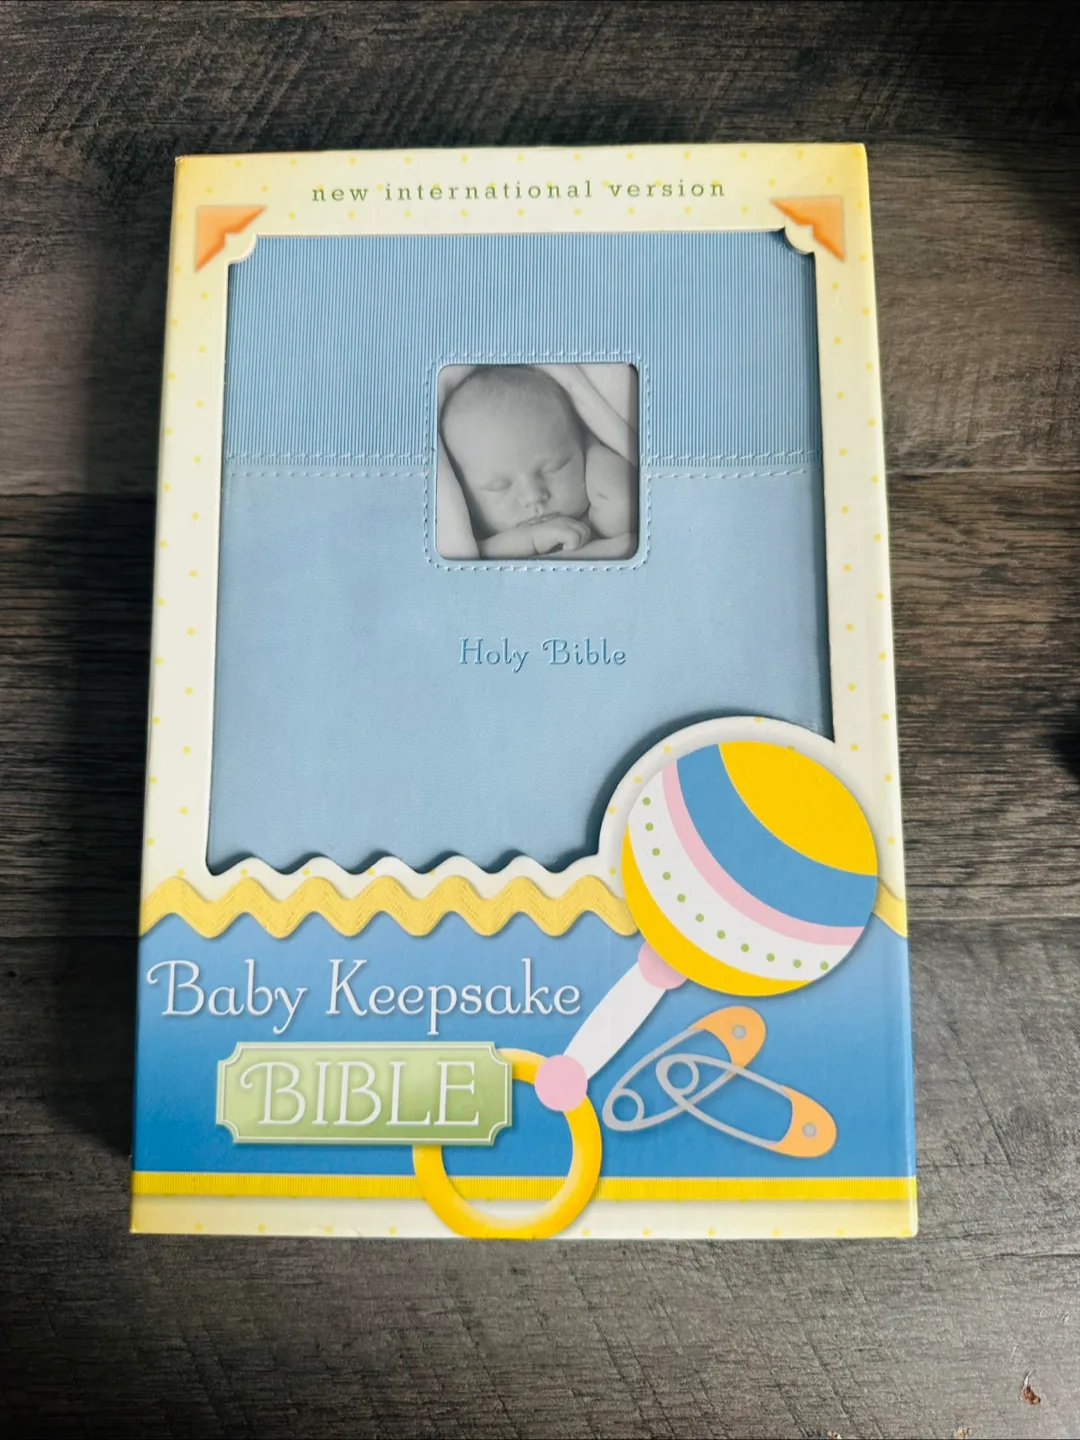 new international version
Holy Bible
Baby Keepsake
BIBLE